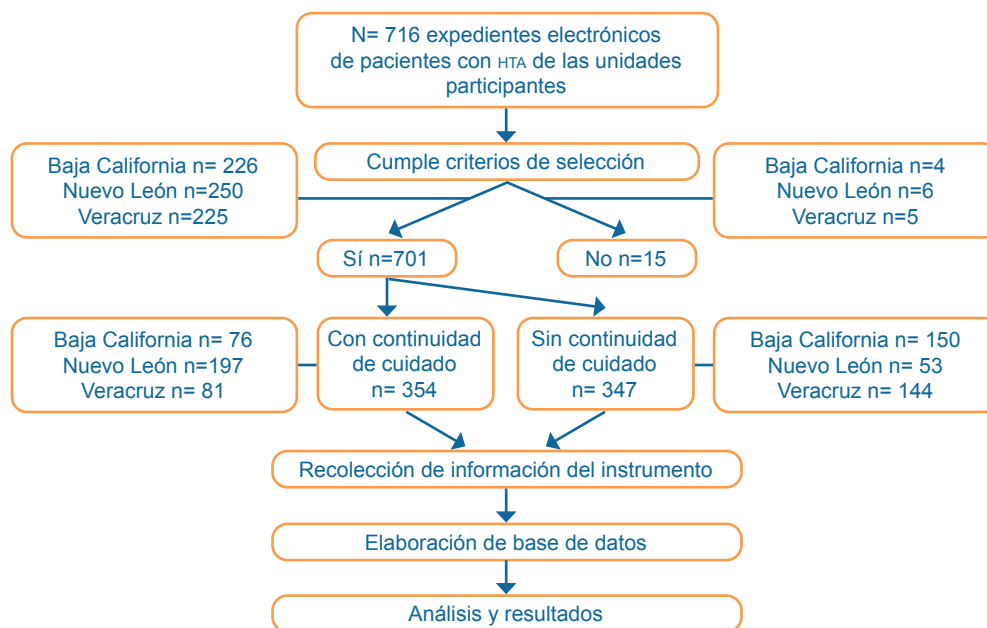 N= 716 expedientes electrónicos
de pacientes con HTA de las unidades
participantes
Baja California n= 226
Nuevo León n=250
Veracruz n=225
Cumple criterios de selección
Baja California n=4
Nuevo León n=6
Veracruz n=5
Sí n=701
No n=15
Baja California n= 76
Nuevo León n=197
Veracruz n= 81
Con continuidad
de cuidado
n= 354
Sin continuidad
de cuidado
n= 347
Baja California n= 150
Nuevo León n= 53
Veracruz n= 144
Recolección de información del instrumento
Elaboración de base de datos
Análisis y resultados